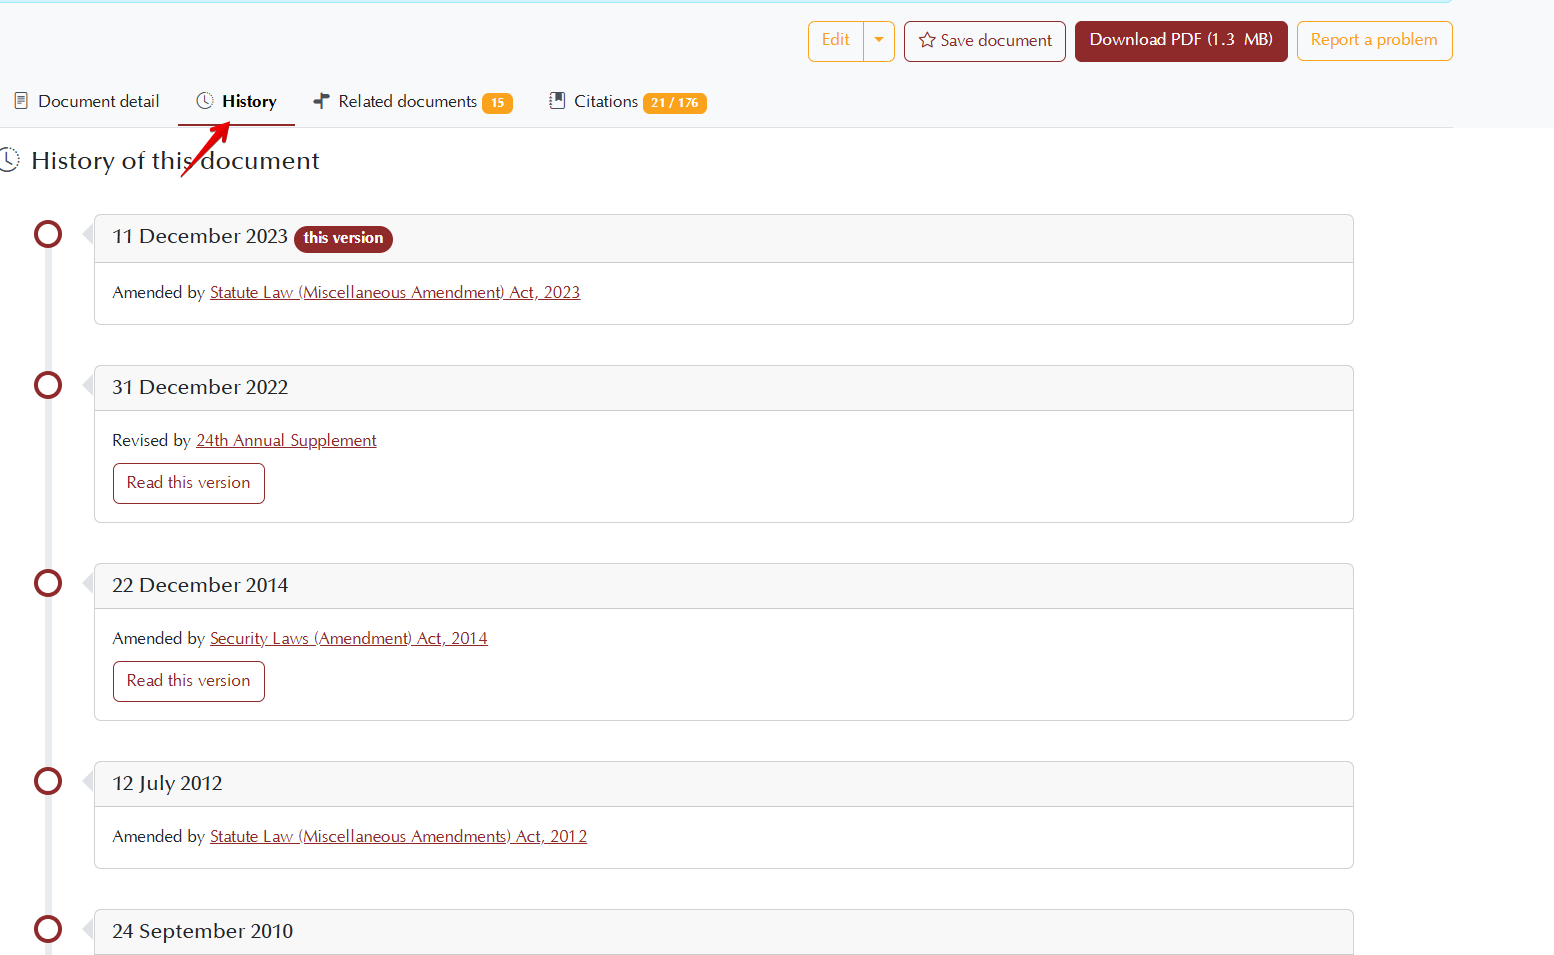 Edit Save document Download PDF (1.3 MB) Report a problem
Document detail History Related documents 15 Citations 21 / 176
History of this document
11 December 2023 this version
Amended by Statute Law (Miscellaneous Amendment) Act, 2023
31 December 2022
Revised by 24th Annual Supplement
Read this version
22 December 2014
Amended by Security Laws (Amendment) Act, 2014
Read this version
12 July 2012
Amended by Statute Law (Miscellaneous Amendments) Act, 2012
24 September 2010